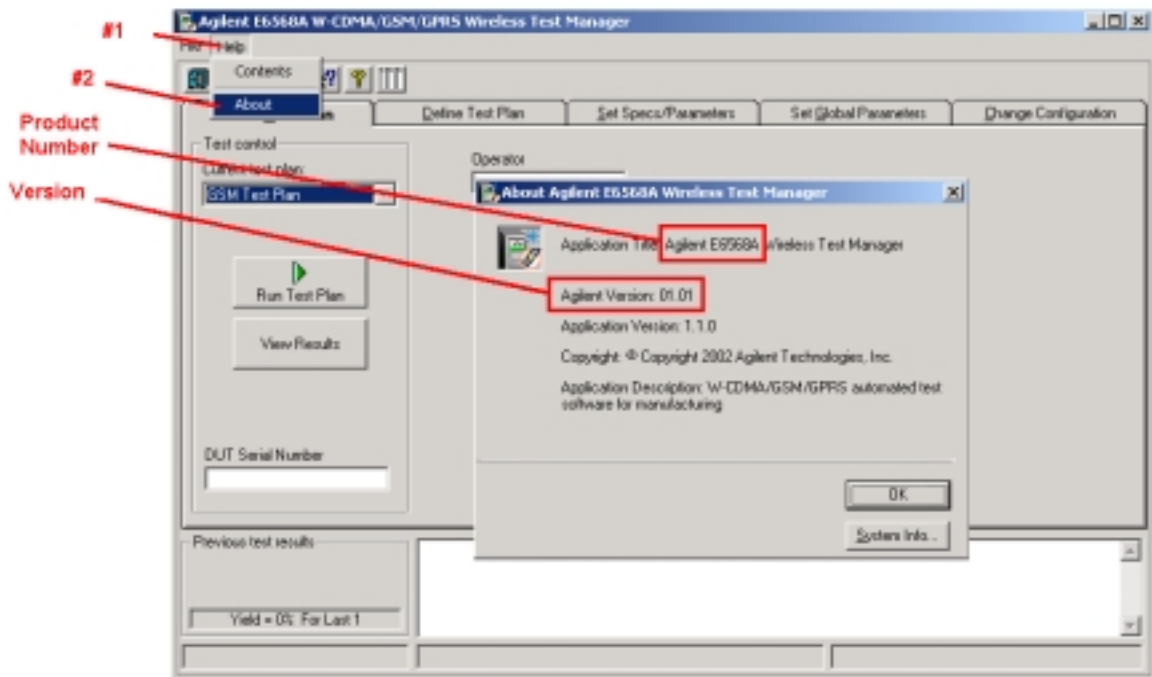 Agilent E6568A W-CDMA/GSM/GPRS Wireless Test Manager
#1
Help
#2
Contents
About
Define Test Plan
Set Specs/Parameters
Set Global Parameters
Change Configuration
Product
Number
Version
Test control
Current test plan:
GSM Test Plan
Run Test Plan
View Results
DUT Serial Number
Operator
About Agilent E6568A Wireless Test Manager
Application Title: Agilent E6568A Wireless Test Manager
Agilent Version: 01.01
Application Version: 1.1.0
Copyright: © Copyright 2002 Agilent Technologies, Inc.
Application Description: W-CDMA/GSM/GPRS automated test
software for manufacturing
OK
System Info...
Previous test results
Yield = 0% For Last 1